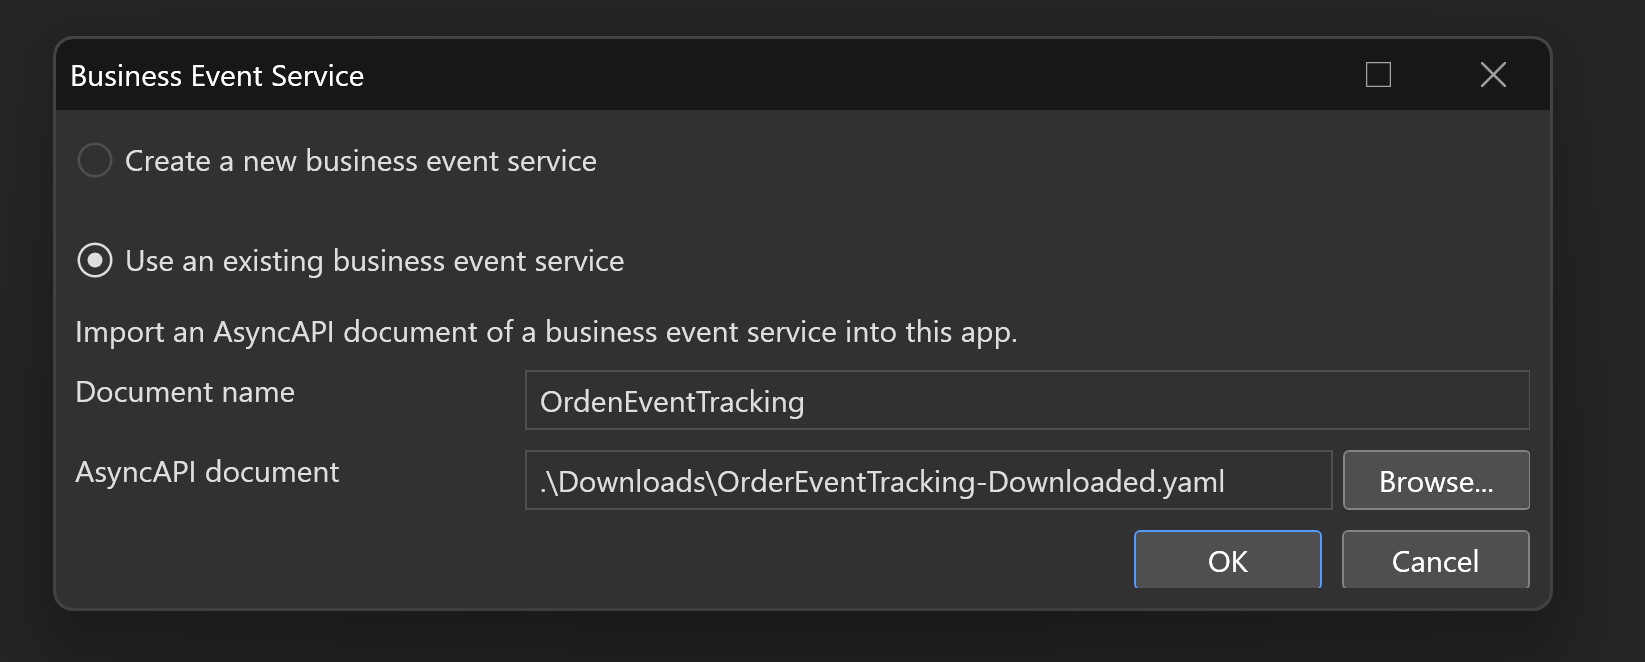 Business Event Service
Create a new business event service
Use an existing business event service
Import an AsyncAPI document of a business event service into this app.
Document name
OrdenEventTracking
AsyncAPI document
.\Downloads\OrderEventTracking-Downloaded.yaml
Browse...
OK
Cancel